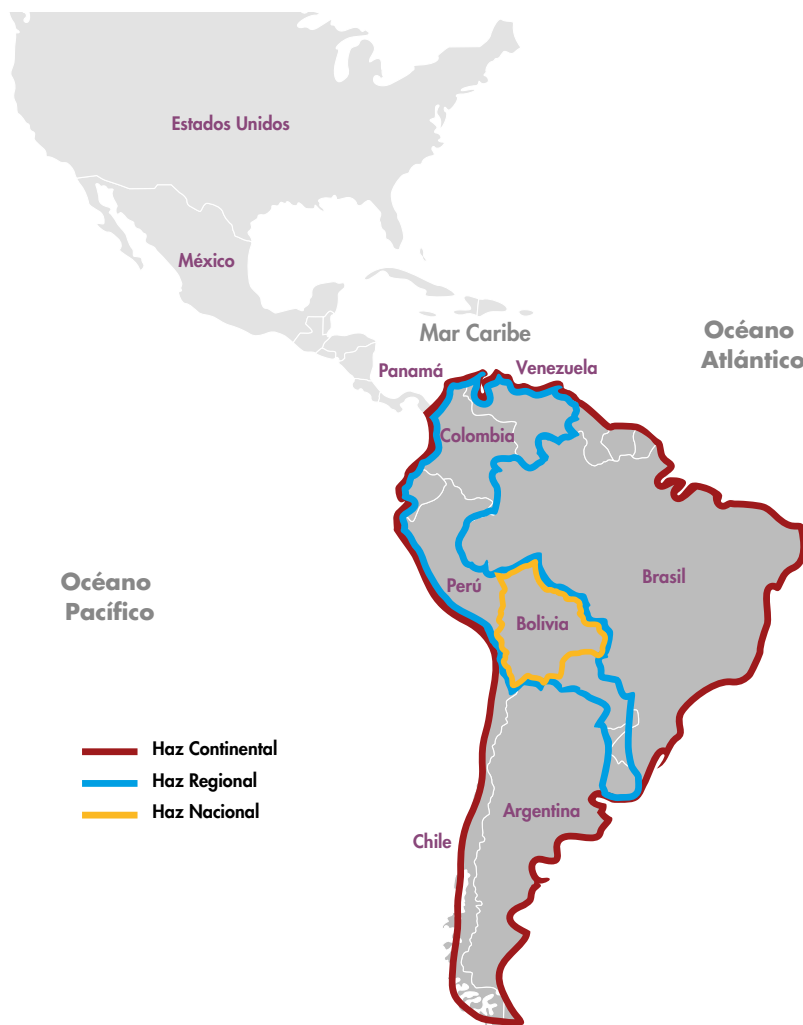 Estados Unidos
México
Mar Caribe
Océano
Atlántico
Panamá
Venezuela
Colombia
Océano
Pacífico
Perú
Brasil
Bolivia
Haz Continental
Haz Regional
Haz Nacional
Argentina
Chile